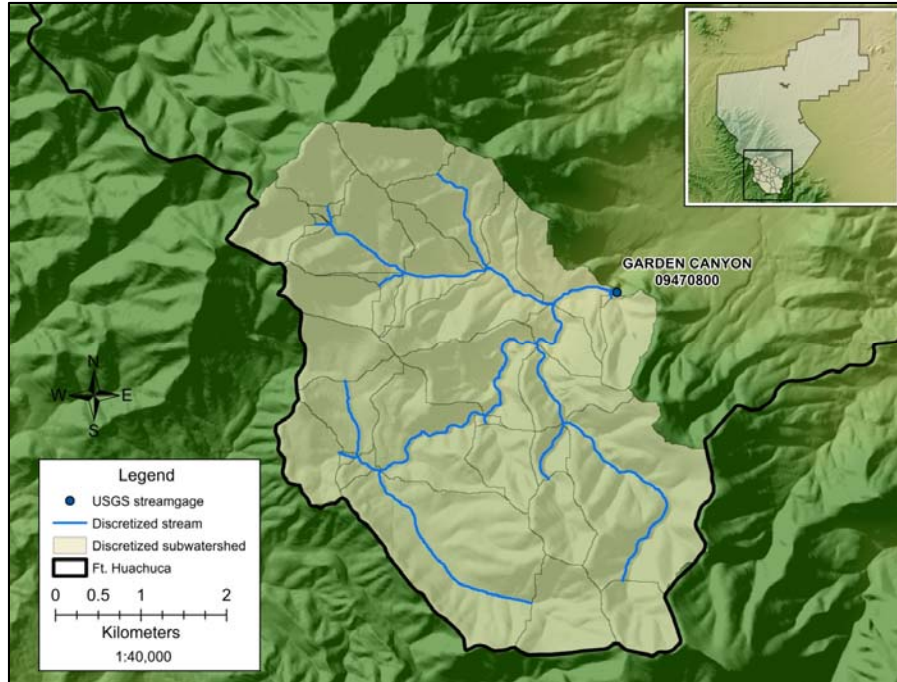 GARDEN CANYON
09470800
N
W E
S
Legend
USGS streamgage
Discretized stream
Discretized subwatershed
Ft. Huachuca
0 0.5 1 2
Kilometers
1:40,000